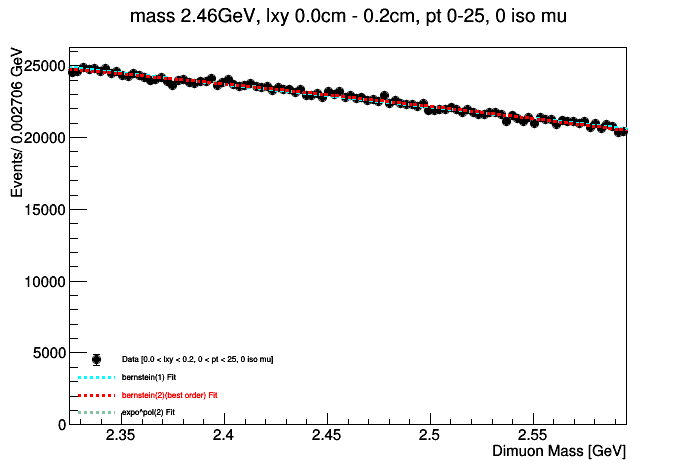 mass 2.46GeV, lxy 0.0cm - 0.2cm, pt 0-25, 0 iso mu
Events/ 0.002706 GeV
25000
20000
15000
10000
5000
0
Data [0.0 < lxy < 0.2, 0 < pt < 25, 0 iso mu]
bernstein(1) Fit
bernstein(2)(best order) Fit
expo*pol(2) Fit
2.35 2.4 2.45 2.5 2.55
Dimuon Mass [GeV]